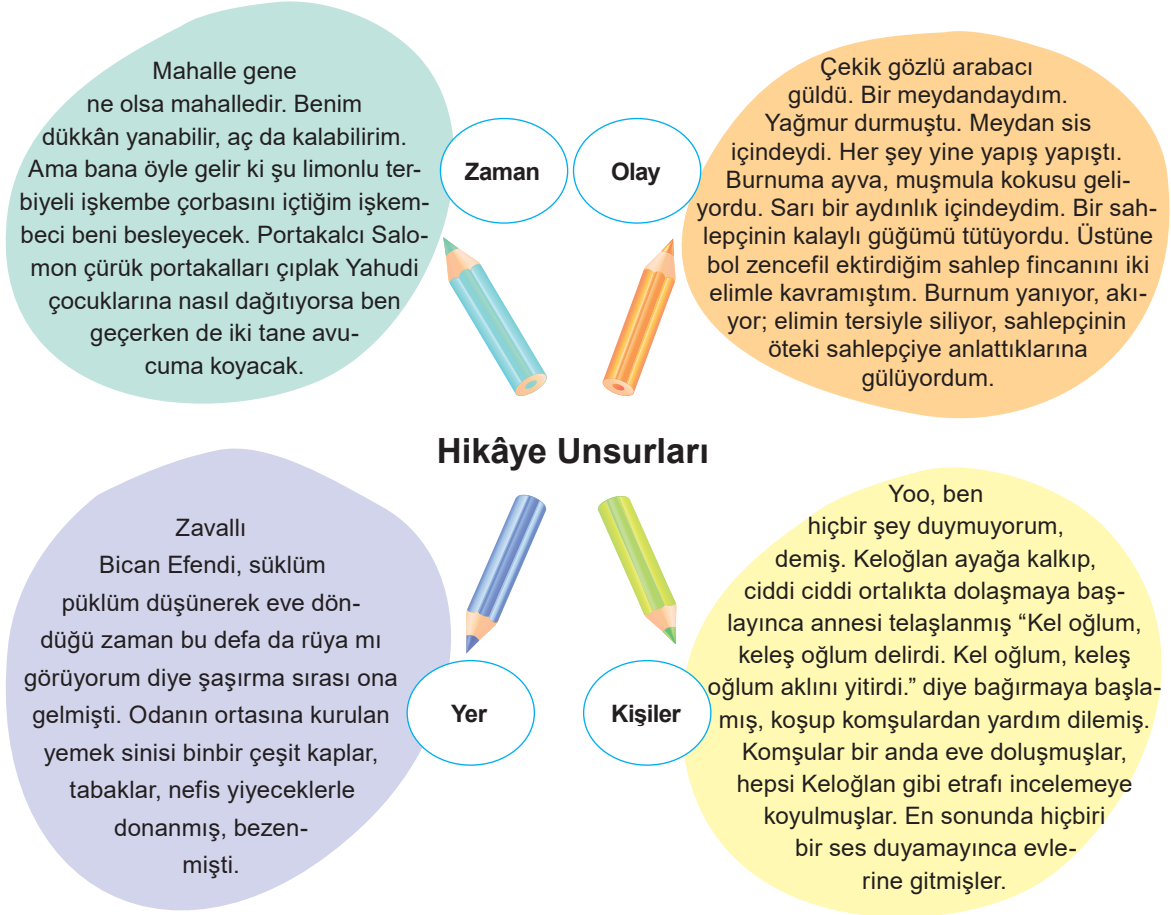 Mahalle gene
ne olsa mahalledir. Benim
dükkân yanabilir, aç da kalabilirim.
Ama bana öyle gelir ki şu limonlu ter-
biyeli işkembe çorbasını içtiğim işkem-
beci beni besleyecek. Portakalcı Salo-
mon çürük portakalları çıplak Yahudi
çocuklarına nasıl dağıtıyorsa ben
geçerken de iki tane avu-
cuma koyacak.
Zaman
Olay
Çekik gözlü arabacı
güldü. Bir meydandaydım.
Yağmur durmuştu. Meydan sis
içindeydi. Her şey yine yapış yapıştı.
Burnuma ayva, muşmula kokusu geli-
yordu. Sarı bir aydınlık içindeydim. Bir sah-
lepçinin kalaylı güğümü tütüyordu. Üstüne
bol zencefil ektirdiğim sahlep fincanını iki
elimle kavramıştım. Burnum yanıyor, akı-
yor; elimin tersiyle siliyor, sahlepçinin
öteki sahlepçiye anlattıklarına
gülüyordum.
Hikâye Unsurları
Zavallı
Bican Efendi, süklüm
püklüm düşünerek eve dön-
düğü zaman bu defa da rüya mı
görüyorum diye şaşırma sırası ona
gelmişti. Odanın ortasına kurulan
yemek sinisi binbir çeşit kaplar,
tabaklar, nefis yiyeceklerle
donanmış, bezen-
mişti.
Yer
Kişiler
Yoo, ben
hiçbir şey duymuyorum,
demiş. Keloğlan ayağa kalkıp,
ciddi ciddi ortalıkta dolaşmaya baş-
layınca annesi telaşlanmış “Kel oğlum,
keleş oğlum delirdi. Kel oğlum, keleş
oğlum aklını yitirdi.” diye bağırmaya başla-
mış, koşup komşulardan yardım dilemiş.
Komşular bir anda eve doluşmuşlar,
hepsi Keloğlan gibi etrafı incelemeye
koyulmuşlar. En sonunda hiçbiri
bir ses duyamayınca evle-
rine gitmişler.